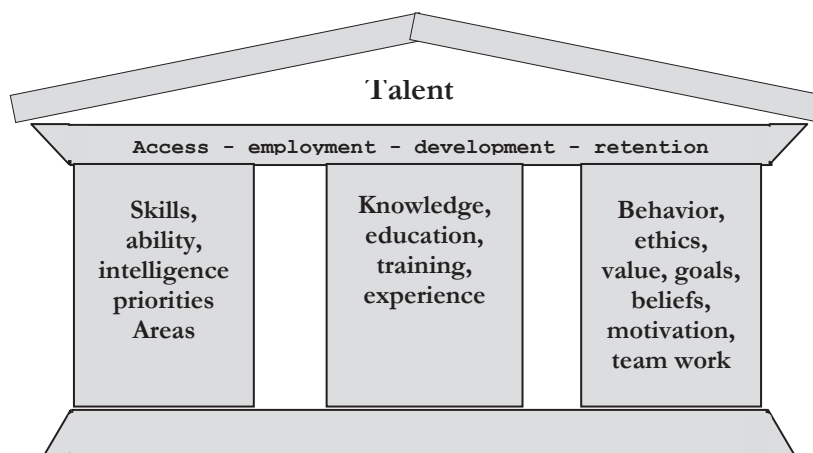 Talent
Access - employment - development - retention
Skills,
ability,
intelligence
priorities
Areas
Knowledge,
education,
training,
experience
Behavior,
ethics,
value, goals,
beliefs,
motivation,
team work